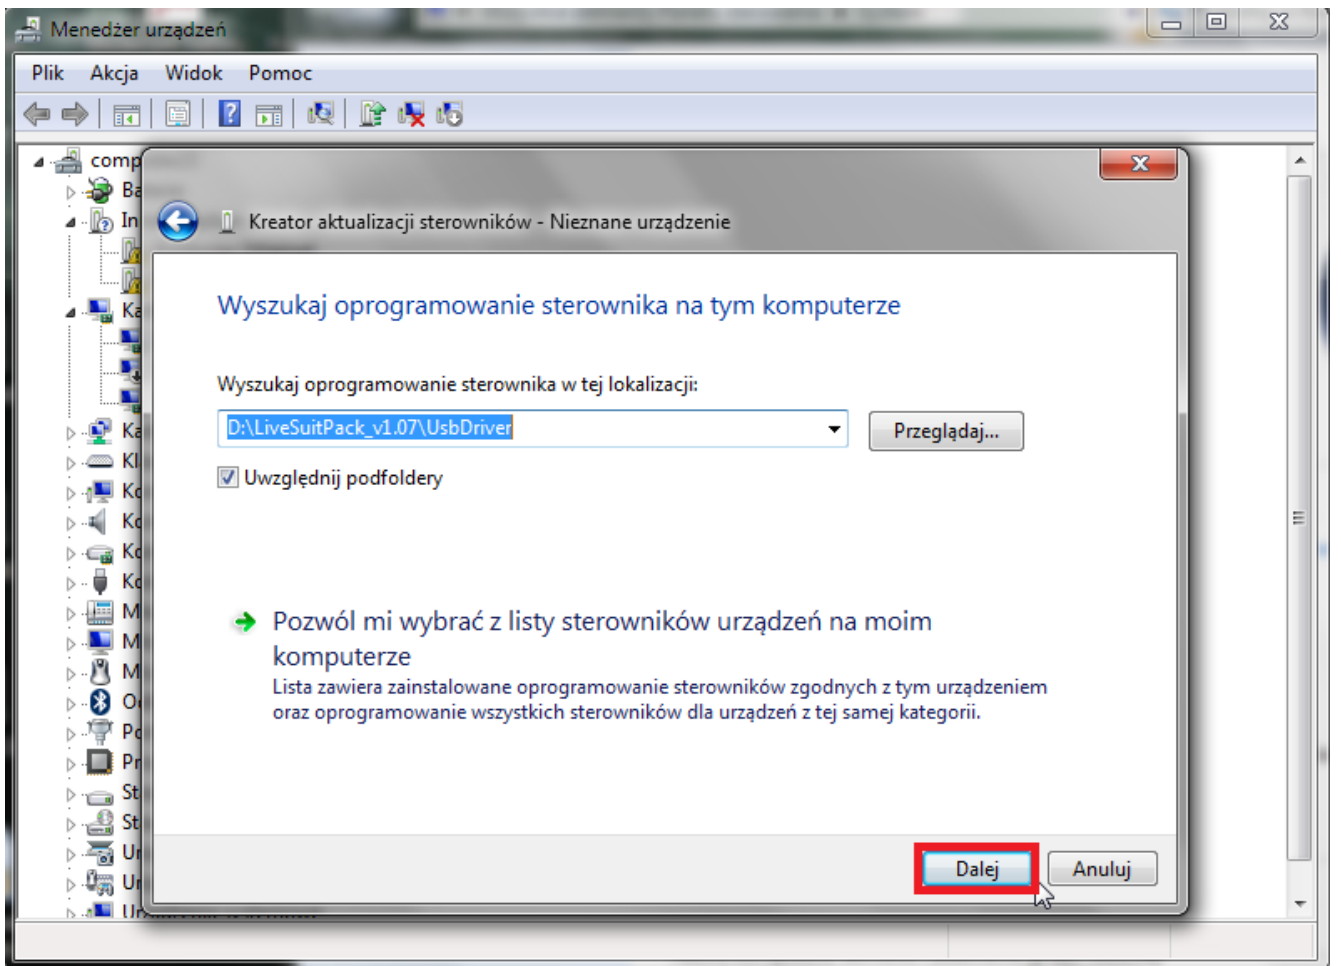 Menedżer urządzeń
Plik Akcja Widok Pomoc
Kreator aktualizacji sterowników - Nieznane urządzenie
Wyszukaj oprogramowanie sterownika na tym komputerze
Wyszukaj oprogramowanie sterownika w tej lokalizacji:
D:\LiveSuitPack_v1.07\UsbDriver
Przeglądaj...
Uwzględnij podfoldery
Pozwól mi wybrać z listy sterowników urządzeń na moim
komputerze
Lista zawiera zainstalowane oprogramowanie sterowników zgodnych z tym urządzeniem
oraz oprogramowanie wszystkich sterowników dla urządzeń z tej samej kategorii.
Dalej Anuluj